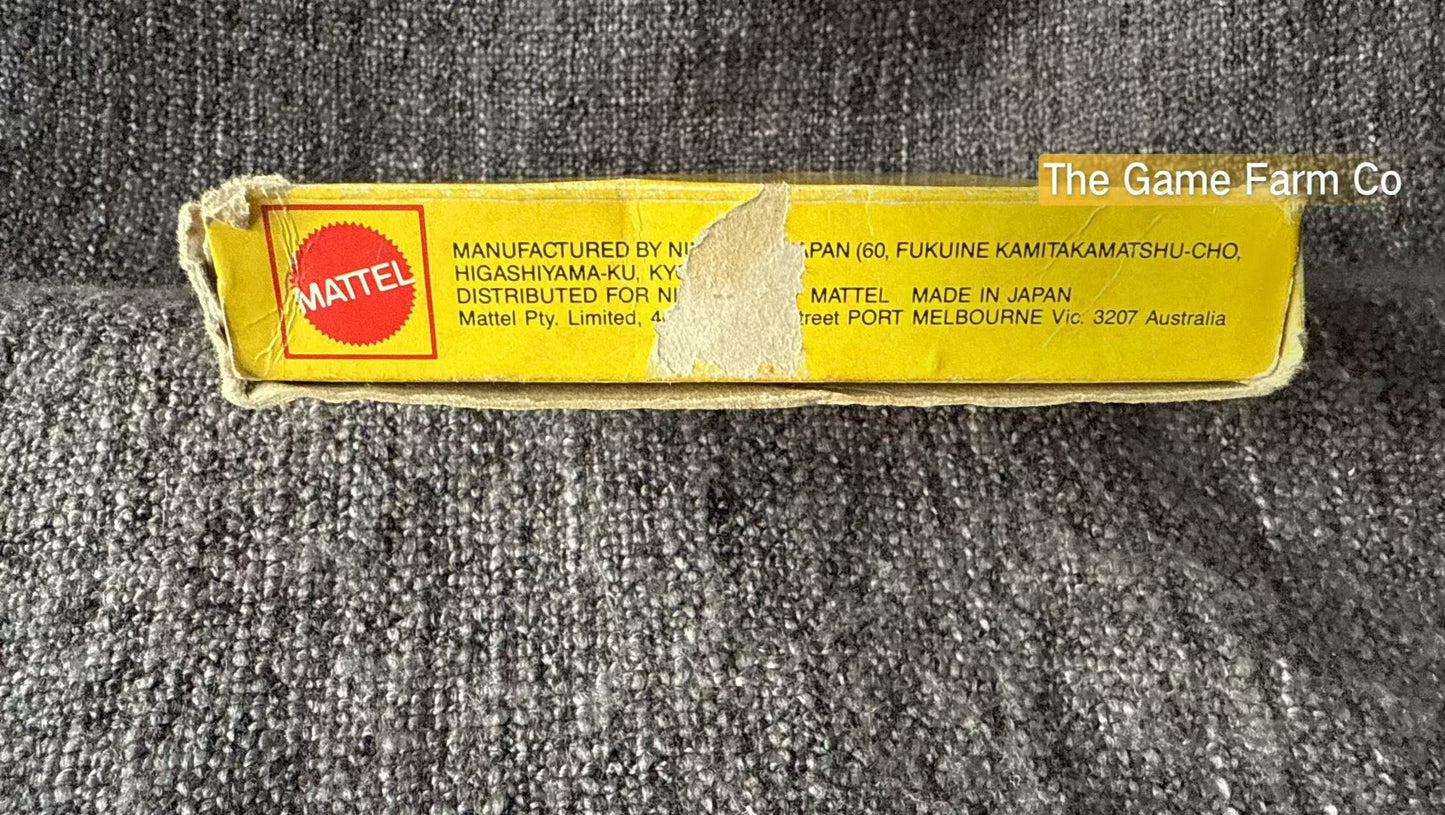 The Game Farm Co
MATTEL
MANUFACTURED BY NI APAN (60, FUKUINE KAMITAKAMATSHU-CHO,
HIGASHIYAMA-KU, KY
DISTRIBUTED FOR NI MATTEL MADE IN JAPAN
Mattel Pty. Limited, 4 treet PORT MELBOURNE Vic. 3207 Australia